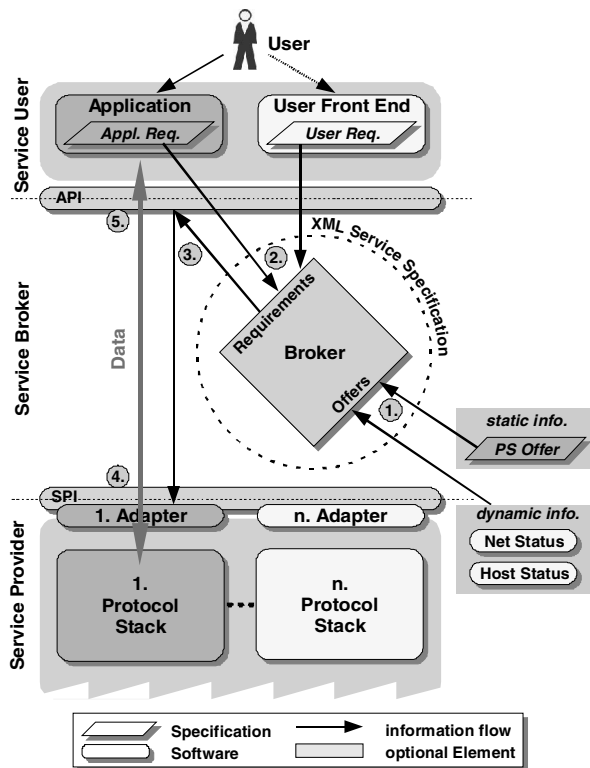 User
Service User
Application
Appl. Req.
User Front End
User Req.
API
5.
3.
2.
XML Service Specification
Service Broker
Requirements
Broker
Offers
1.
Data
static info.
PS Offer
4.
SPI
1. Adapter
n. Adapter
dynamic info.
Net Status
Host Status
Service Provider
1.
Protocol
Stack
n.
Protocol
Stack
Specification
information flow
Software
optional Element